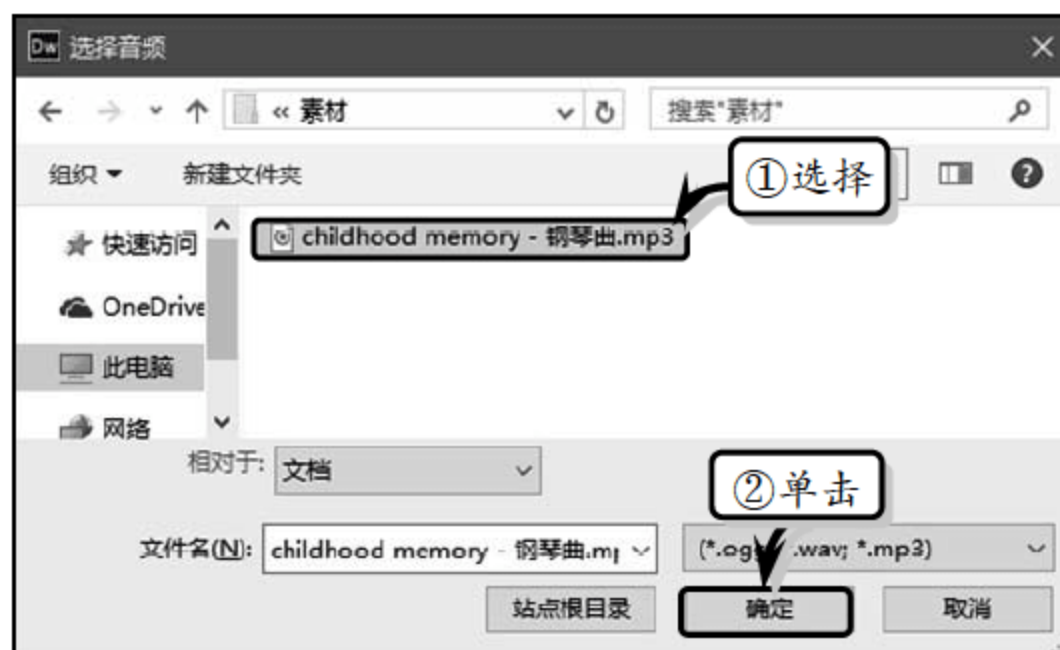 Dw 选择音频
« 素材
搜索"素材"
组织 新建文件夹
①选择
快速访问
childhood memory - 钢琴曲.mp3
OneDrive
此电脑
网络
相对于: 文档
②单击
文件名(N): childhood memory - 钢琴曲.m
(*.ogg .wav; *.mp3)
站点根目录 确定 取消